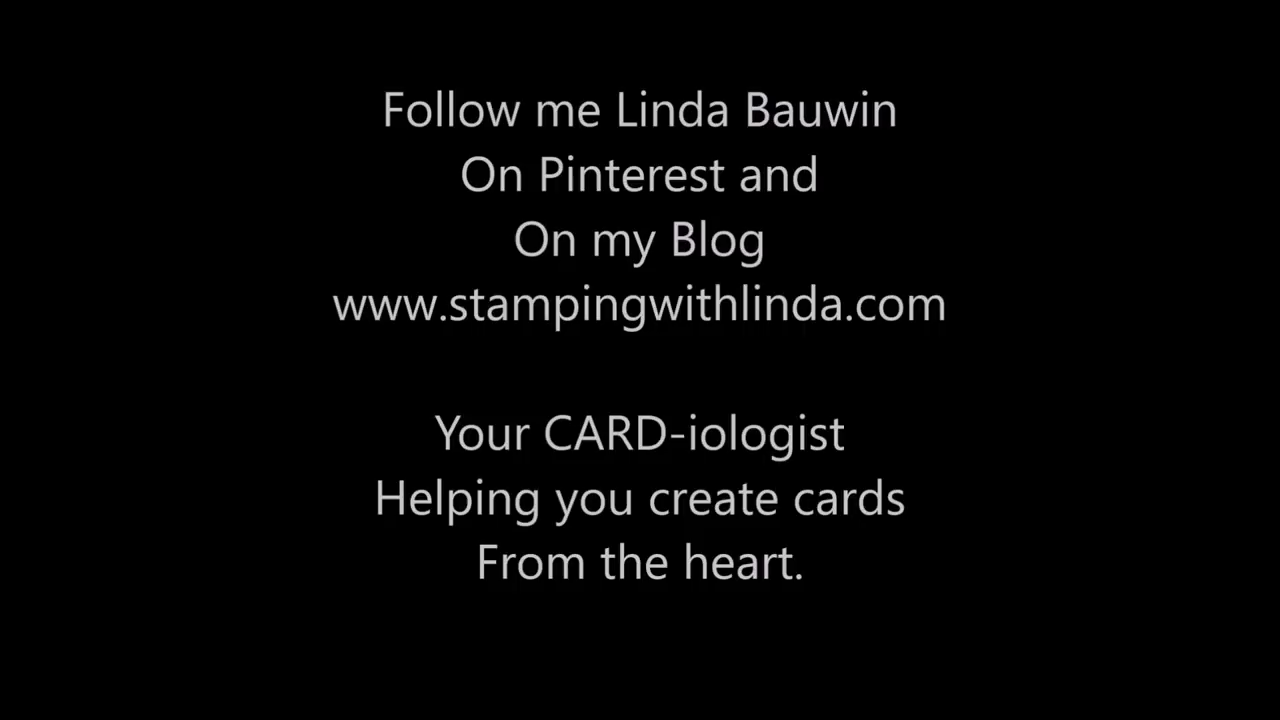 Follow me Linda Bauwin
On Pinterest and
On my Blog
www.stampingwithlinda.com
Your CARD-iologist
Helping you create cards
From the heart.